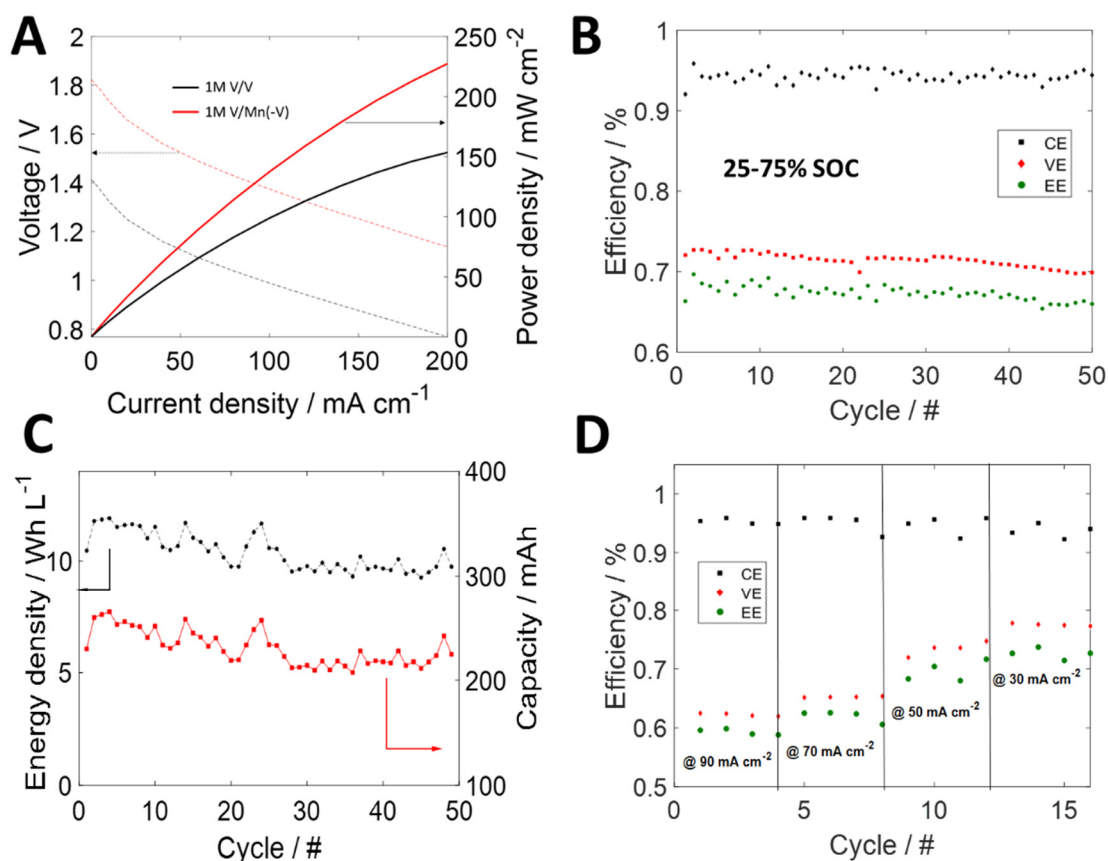 A
Voltage / V
2
1.8
1.6
1.4
1.2
1
0.8
1M V/V
1M V/Mn(-V)
250
200
150
100
50
0
Power density / mW cm-2
0 50 100 150 200
Current density / mA cm-1
B
Efficiency / %
1
0.9
0.8
0.7
0.6
25-75% SOC
CE
VE
EE
0 10 20 30 40 50
Cycle / #
C
Energy density / Wh L-1
10
5
0
400
300
200
100
Capacity / mAh
0 10 20 30 40 50
Cycle / #
D
Efficiency / %
1
0.9
0.8
0.7
0.6
0.5
CE
VE
EE
@ 90 mA cm-2
@ 70 mA cm-2
@ 50 mA cm-2
@ 30 mA cm-2
0 5 10 15
Cycle / #